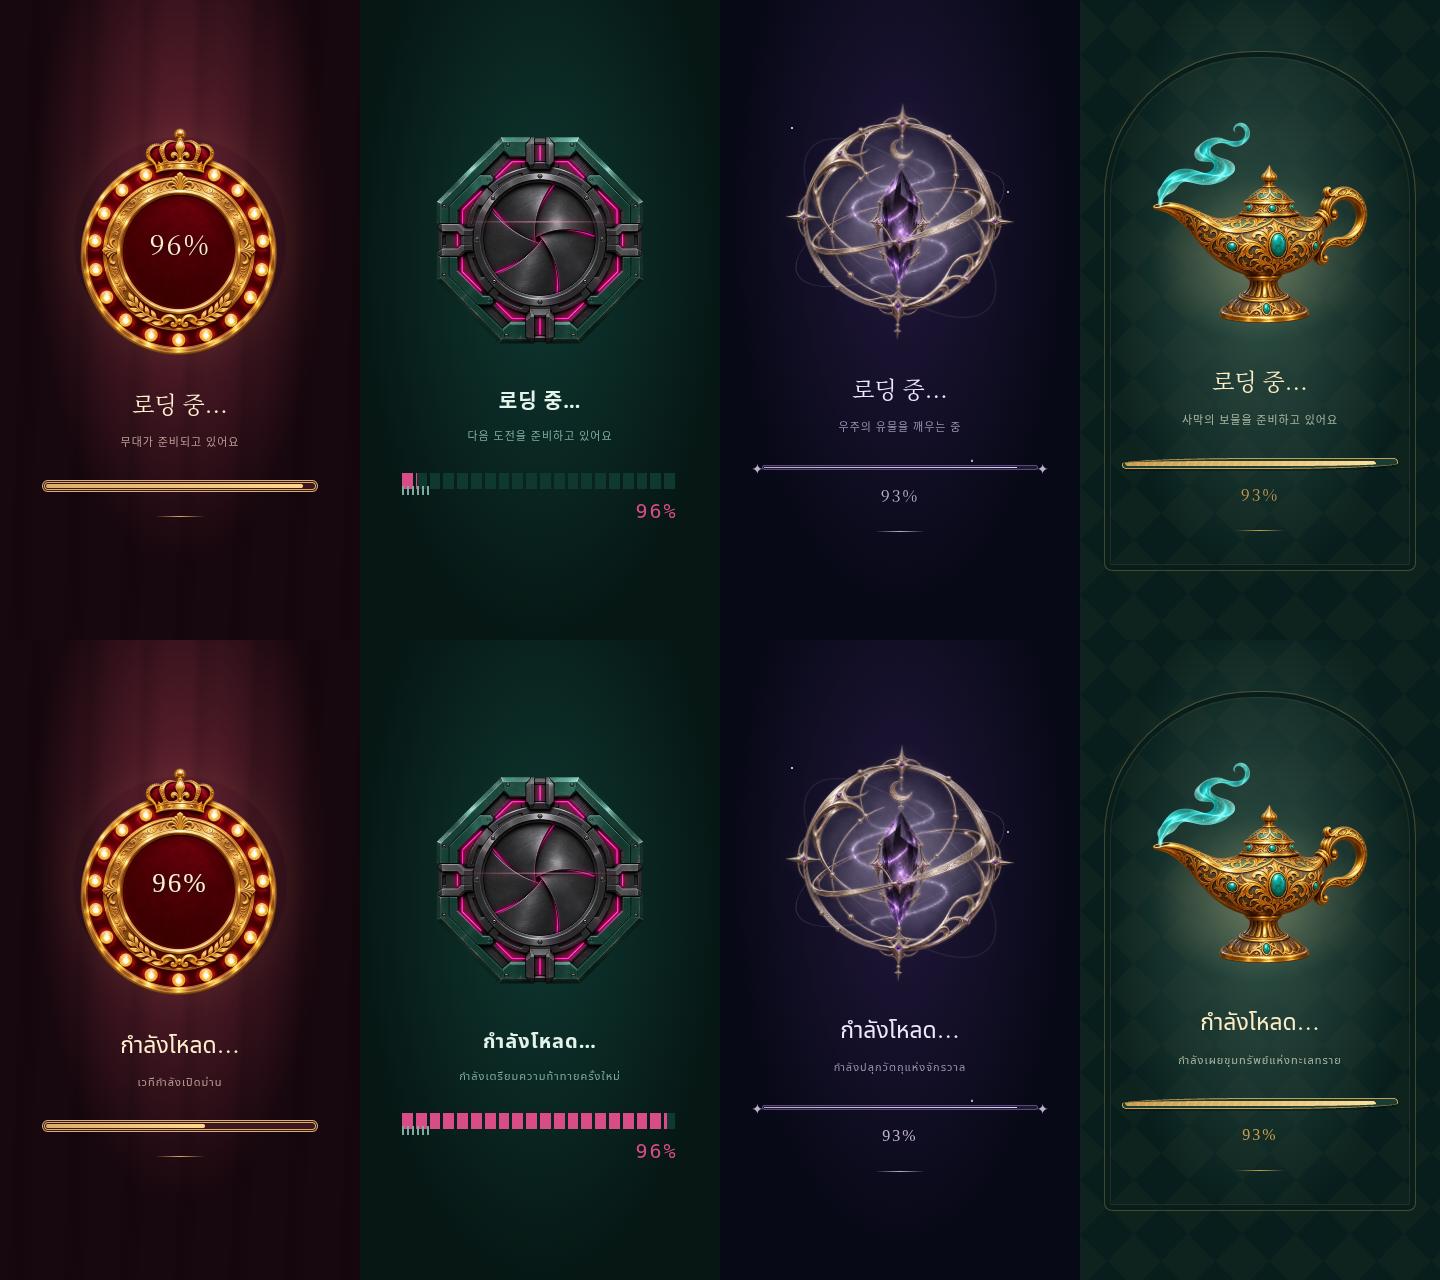 96%
로딩 중...
무대가 준비되고 있어요
로딩 중...
다음 도전을 준비하고 있어요
96%
로딩 중...
우주의 유물을 깨우는 중
93%
로딩 중...
사막의 보물을 준비하고 있어요
93%
96%
กำลังโหลด...
เวทีกำลังเปิดม่าน
กำลังโหลด...
กำลังเตรียมความท้าทายครั้งใหม่
96%
กำลังโหลด...
กำลังปลุกวัตถุแห่งจักรวาล
93%
กำลังโหลด...
กำลังเผยขุมทรัพย์แห่งทะเลทราย
93%